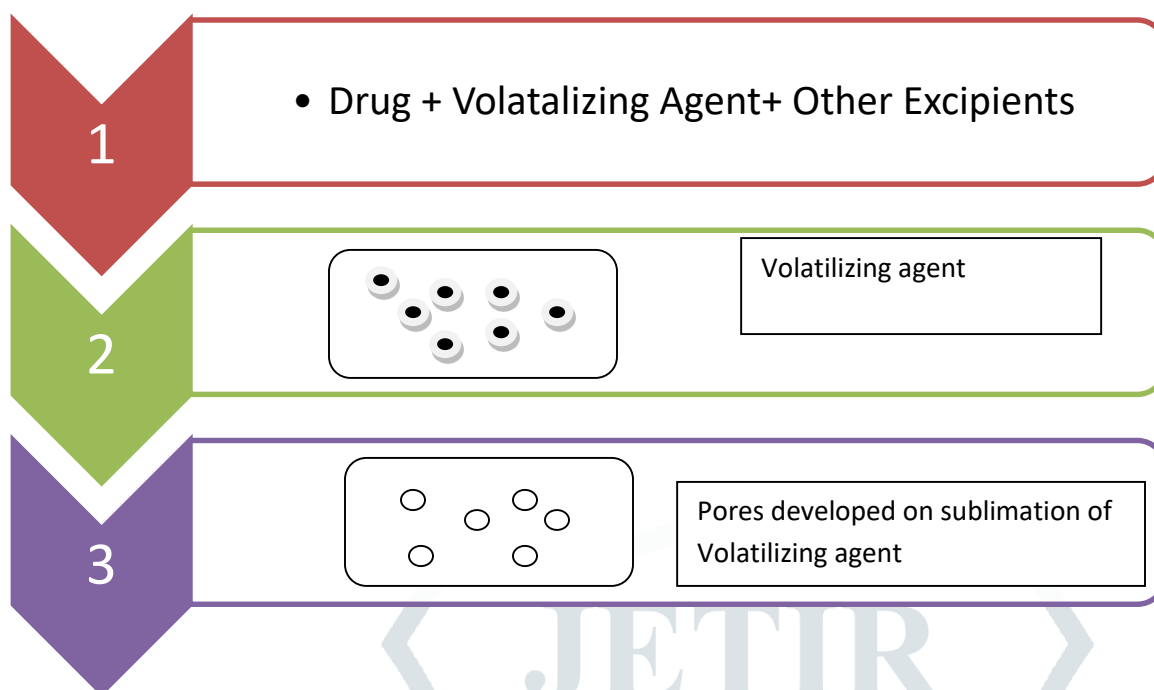 1
• Drug + Volatalizing Agent+ Other Excipients
2
Volatilizing agent
3
Pores developed on sublimation of
Volatilizing agent
JETIR